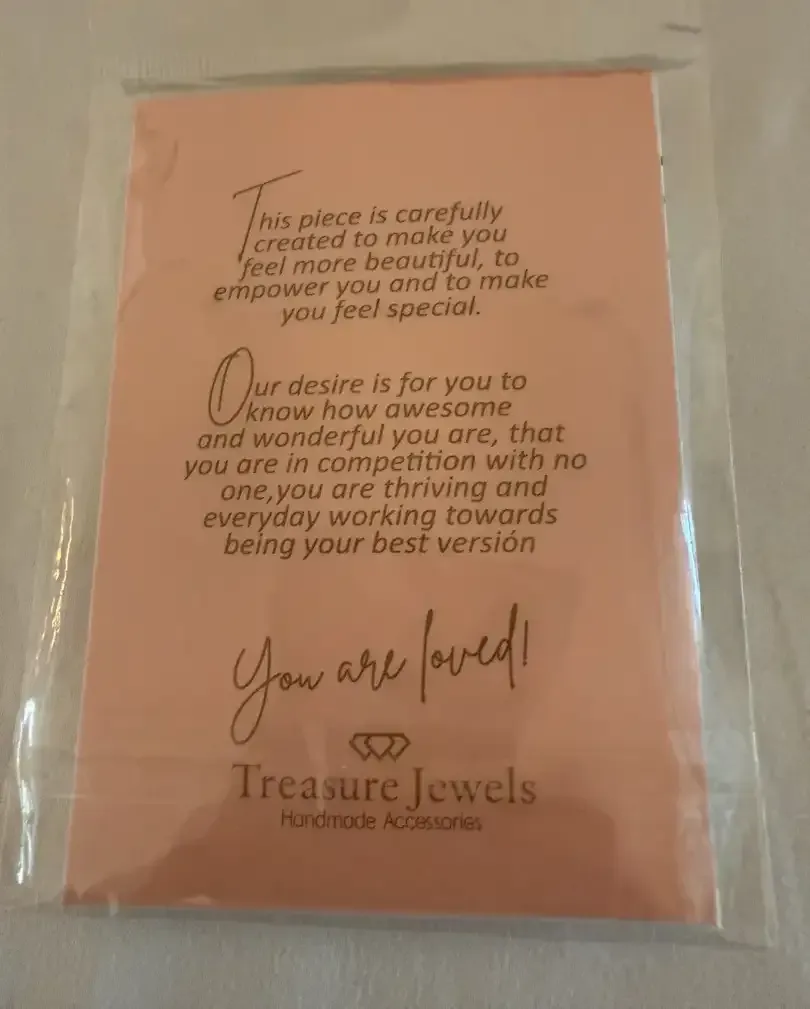 This piece is carefully
created to make you
feel more beautiful, to
empower you and to make
you feel special.
Our desire is for you to
know how awesome
and wonderful you are, that
you are in competition with no
one,you are thriving and
everyday working towards
being your best versión
You are loved!
Treasure Jewels
Handmade Accessories